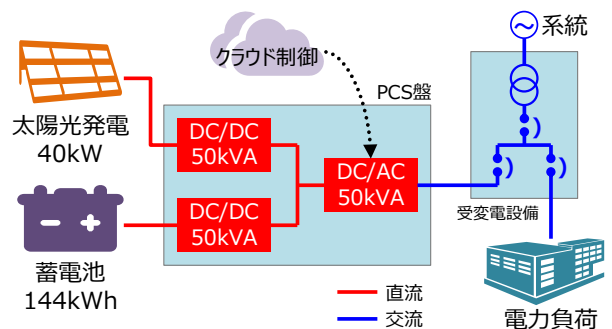 クラウド制御
系統
PCS盤
太陽光発電
40kW
DC/DC
50kVA
DC/AC
50kVA
DC/DC
50kVA
受変電設備
蓄電池
144kWh
直流
交流
電力負荷